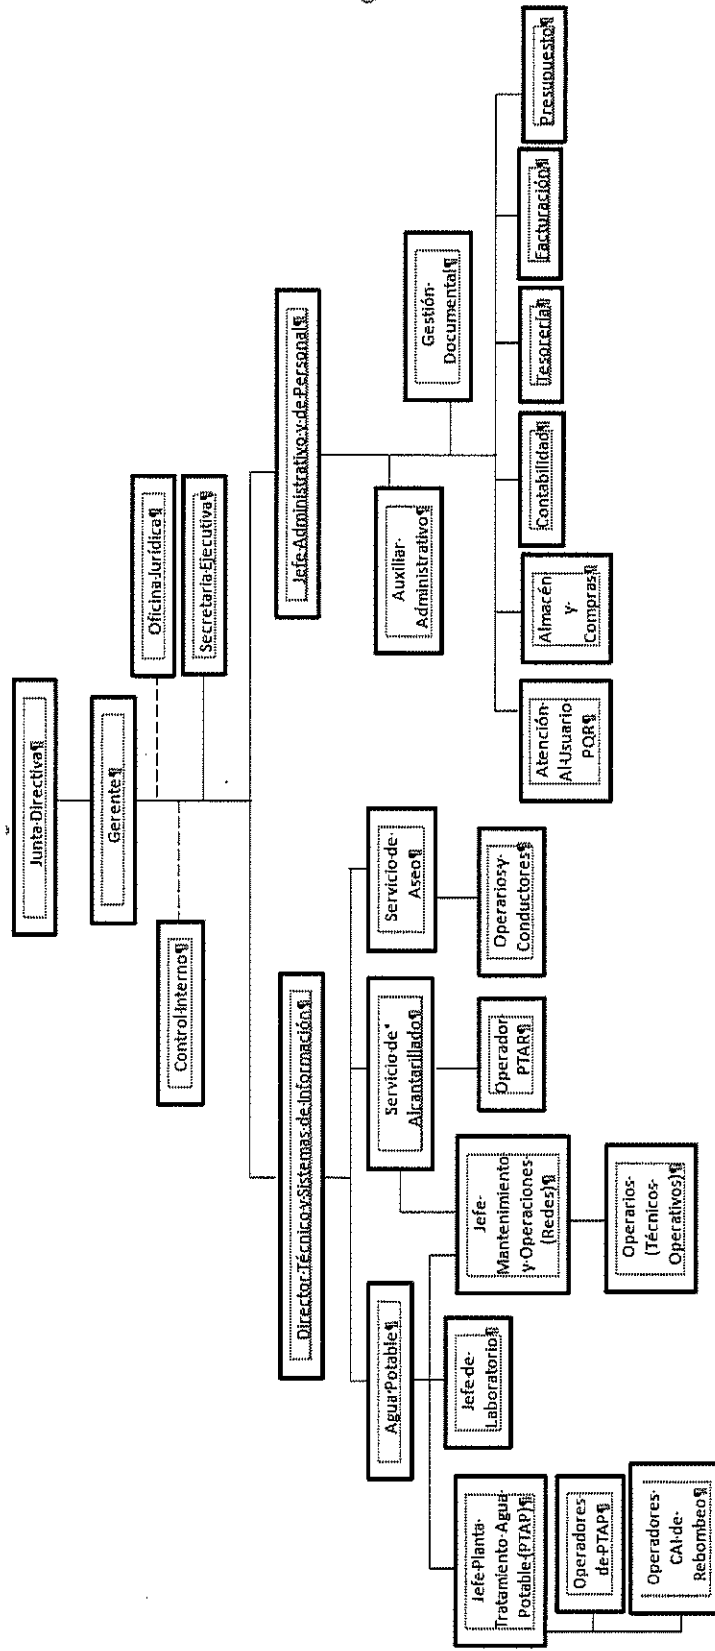 Junta·Directiva¶
Gerente¶
Oficina·Jurídica¶
Control·Interno¶
Secretaria·Ejecutiva¶
Director·Técnico·y·Sistemas·de·Información¶
Jefe·Administrativo·y·de·Personal¶
Agua·Potable¶
Servicio·de·
Alcantarillado¶
Servicio·de·
Aseo¶
Auxiliar·
Administrativo¶
Gestión·
Documental¶
Jefe·Planta·
Tratamiento·Agua·
Potable·(PTAP)¶
Jefe·de·
Laboratorio¶
Jefe·
Mantenimiento
y·Operaciones·
(Redes)¶
Operador·
PTAR¶
Operarios·y·
Conductores¶
Atención·
Al·Usuario·
PQR¶
Almacén
y·
Compras¶
Contabilidad¶
Tesorería¶
Facturación¶
Presupuesto¶
Operadores·
de·PTAP¶
Operadores·
CAI·de·
Rebombeo¶
Operarios·
(Técnicos·
Operativos)¶